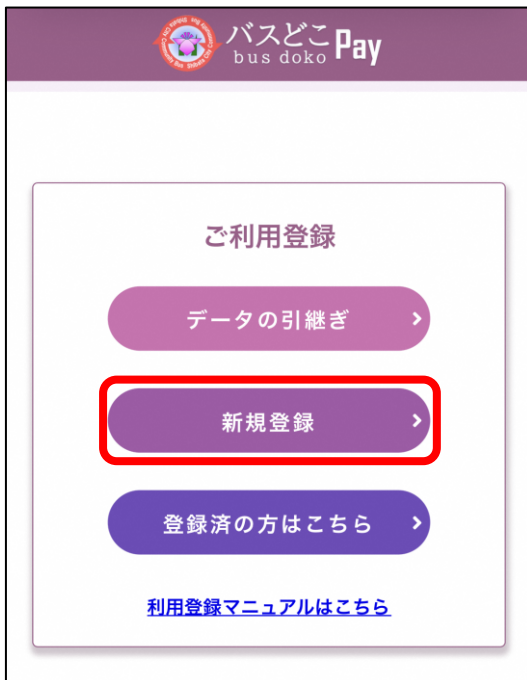 バスどこ Pay
bus doko
ご利用登録
データの引継ぎ
新規登録
登録済の方はこちら
利用登録マニュアルはこちら